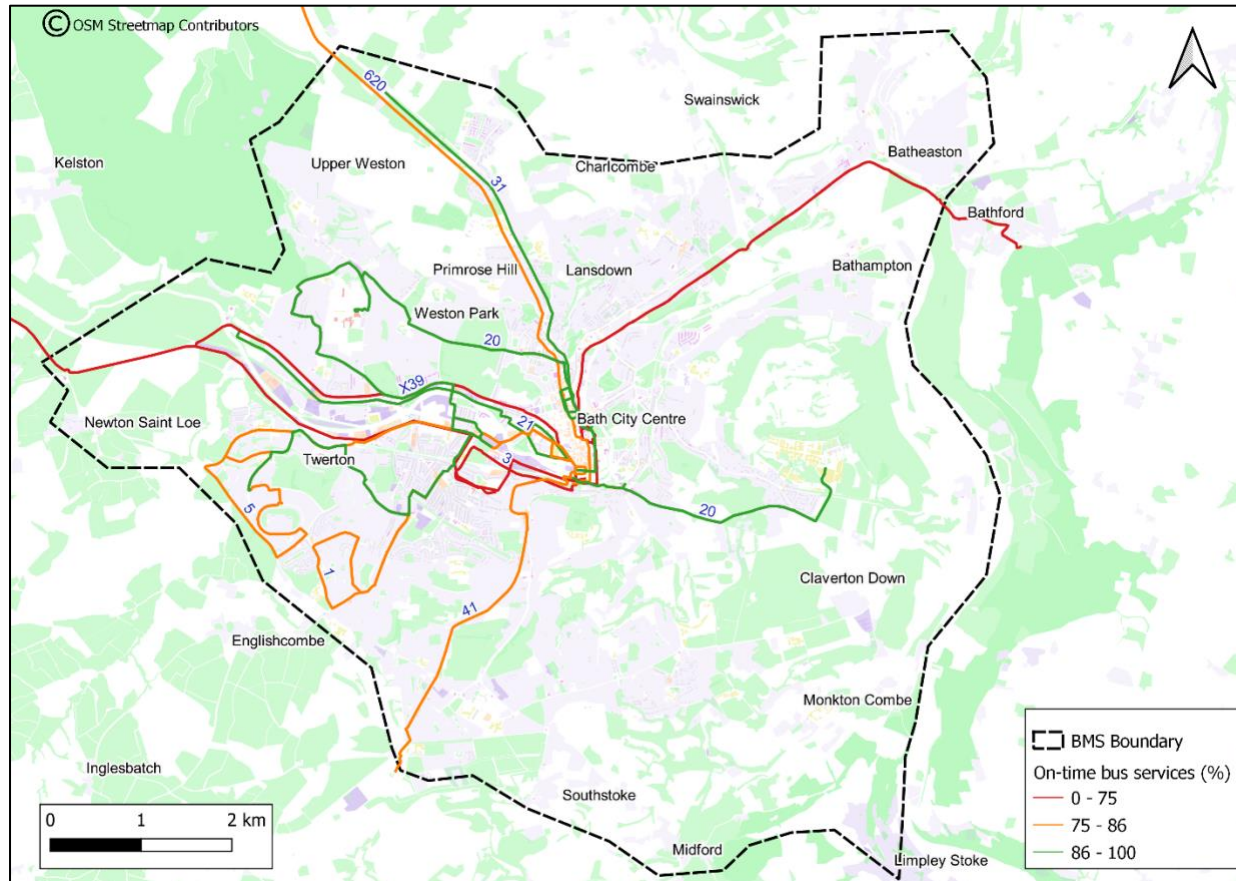 © OSM Streetmap Contributors
620
Swainswick
Kelston
Upper Weston
31
Charlcombe
Batheaston
Bathford
Primrose Hill
Lansdown
Bathampton
Weston Park
20
X39
Newton Saint Loe
21
Bath City Centre
Twerton
3
5
20
1
Claverton Down
41
Englishcombe
Monkton Combe
Inglesbatch
Southstoke
Midford
Limpley Stoke
0 1 2 km
BMS Boundary
On-time bus services (%)
0 - 75
75 - 86
86 - 100